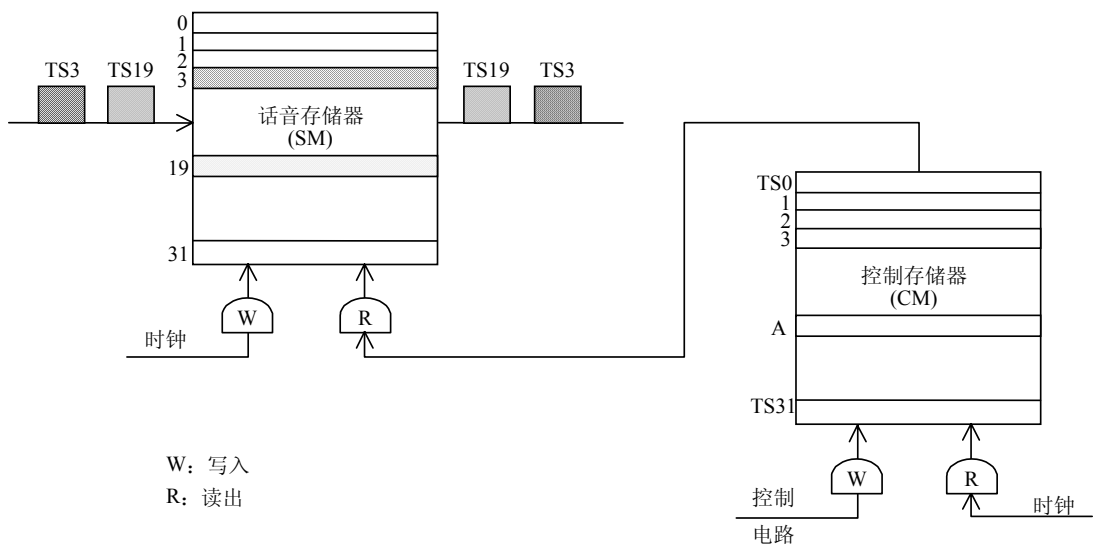 0
1
2
3
TS3 TS19
TS19 TS3
话音存储器
(SM)
19
31
W
R
时钟
TS0
1
2
3
控制存储器
(CM)
A
TS31
W
R
控制
电路
时钟
W：写入
R：读出